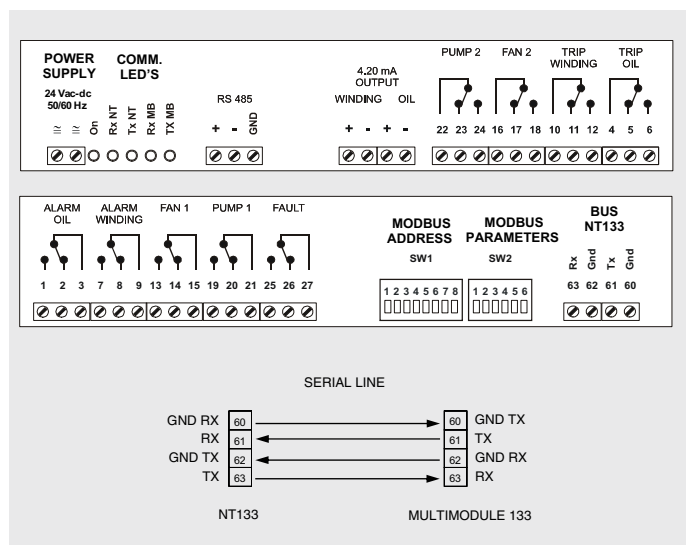 POWER SUPPLY
24 Vac-dc
50/60 Hz
≅ ≅
COMM. LED'S
On Rx NT Tx NT Rx MB TX MB
RS 485
+ - GND
4.20 mA
OUTPUT
WINDING OIL
+ - + -
PUMP 2 FAN 2 TRIP WINDING TRIP OIL
22 23 24 16 17 18 10 11 12 4 5 6
ALARM OIL ALARM WINDING FAN 1 PUMP 1 FAULT
1 2 3 7 8 9 13 14 15 19 20 21 25 26 27
MODBUS ADDRESS
SW1
1 2 3 4 5 6 7 8
MODBUS PARAMETERS
SW2
1 2 3 4 5 6
BUS
NT133
Rx Gnd Tx Gnd
63 62 61 60
SERIAL LINE
GND RX 60 60 GND TX
RX 61 61 TX
GND TX 62 62 GND RX
TX 63 63 RX
NT133 MULTIMODULE 133